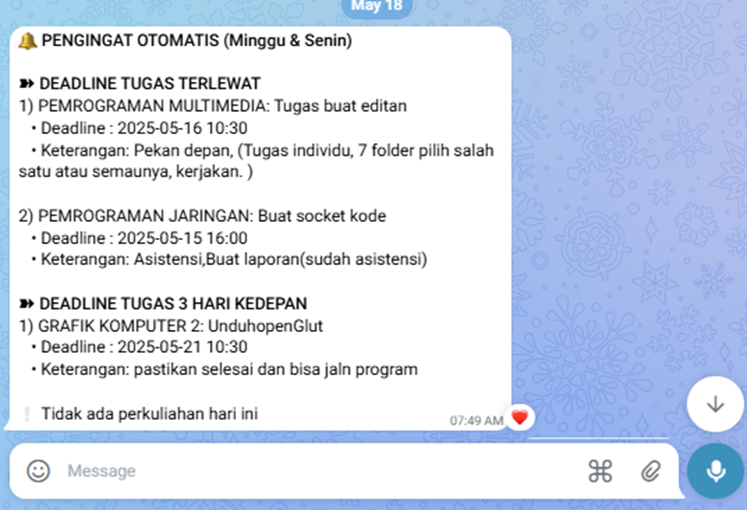 May 18
🔔 PENGINGAT OTOMATIS (Minggu & Senin)
➽ DEADLINE TUGAS TERLEWAT
1) PEMROGRAMAN MULTIMEDIA: Tugas buat editan
• Deadline : 2025-05-16 10:30
• Keterangan: Pekan depan, (Tugas individu, 7 folder pilih salah
satu atau semaunya, kerjakan. )
2) PEMROGRAMAN JARINGAN: Buat socket kode
• Deadline : 2025-05-15 16:00
• Keterangan: Asistensi,Buat laporan(sudah asistensi)
➽ DEADLINE TUGAS 3 HARI KEDEPAN
1) GRAFIK KOMPUTER 2: UnduhopenGlut
• Deadline : 2025-05-21 10:30
• Keterangan: pastikan selesai dan bisa jaln program
❕ Tidak ada perkuliahan hari ini
07:49 AM ❤️
Message